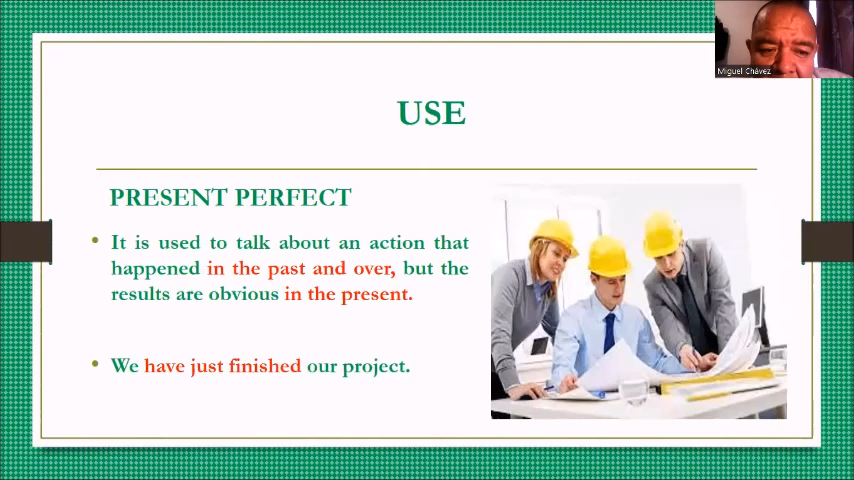 Miguel Chávez
USE
PRESENT PERFECT
• It is used to talk about an action that
happened in the past and over, but the
results are obvious in the present.
• We have just finished our project.